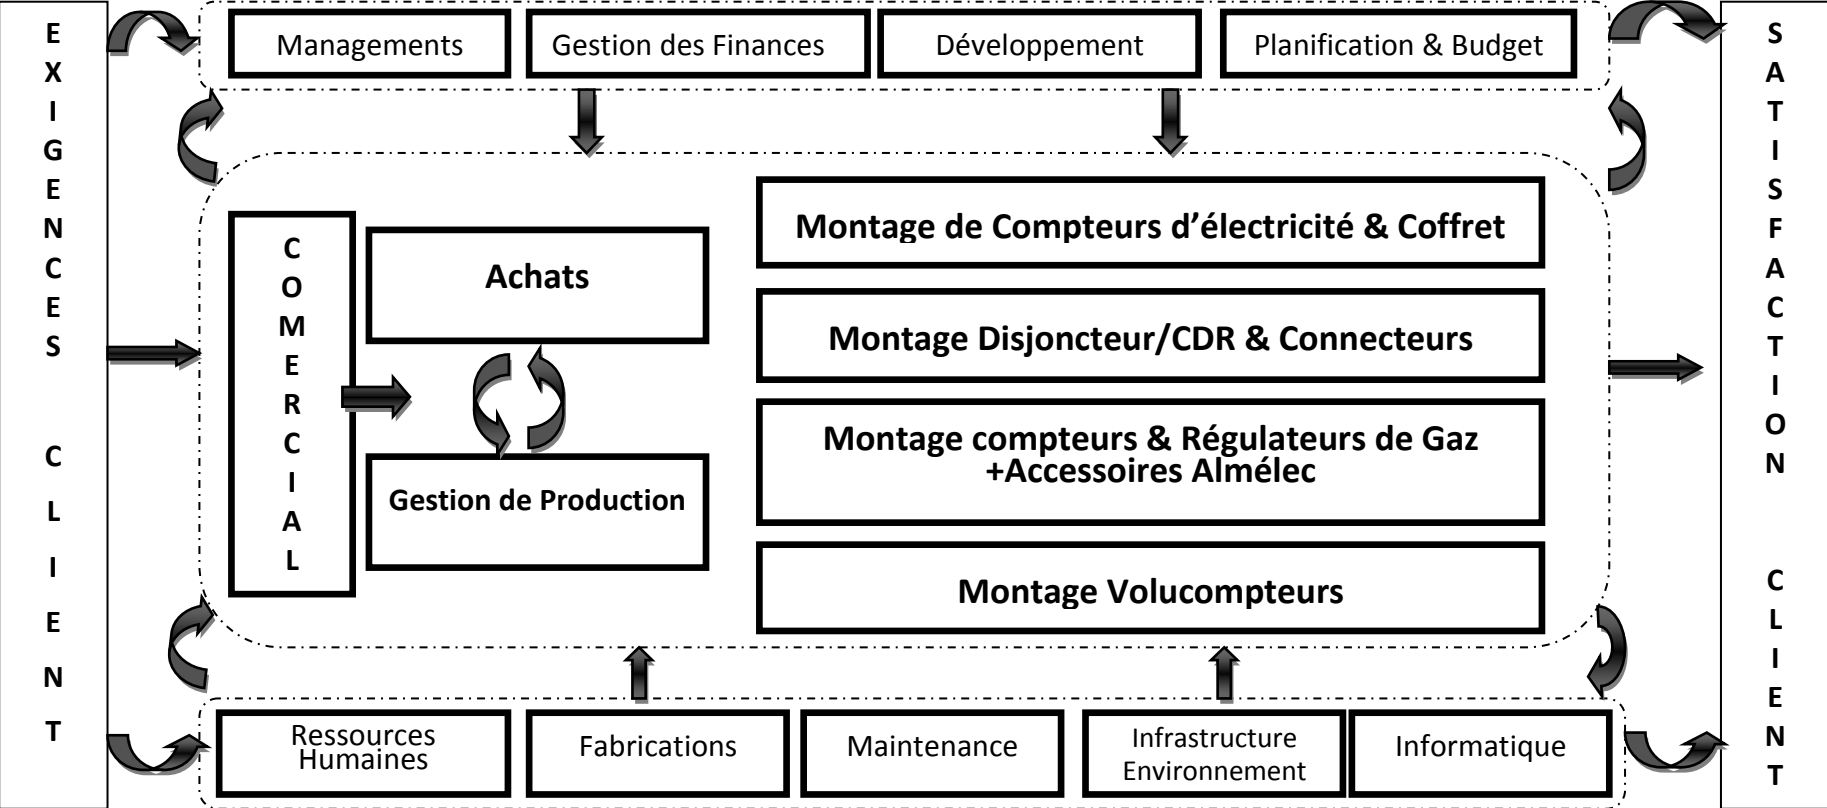 EXIGENCES CLIENT
Managements
Gestion des Finances
Développement
Planification & Budget
COMERCIAL
Achats
Gestion de Production
Montage de Compteurs d’électricité & Coffret
Montage Disjoncteur/CDR & Connecteurs
Montage compteurs & Régulateurs de Gaz
+Accessoires Almélec
Montage Volucompteurs
Ressources
Humaines
Fabrications
Maintenance
Infrastructure
Environnement
Informatique
SATISFACTION CLIENT